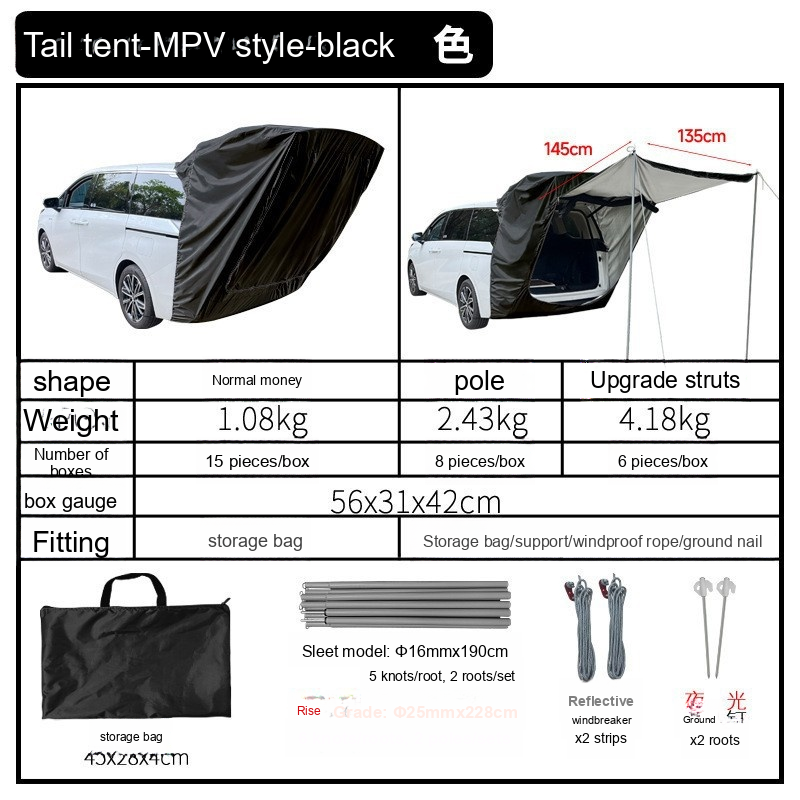 Tail tent-MPV style-black 色
145cm
135cm
shape Normal money pole Upgrade struts
Weight 1.08kg 2.43kg 4.18kg
Number of
boxes 15 pieces/box 8 pieces/box 6 pieces/box
box gauge 56x31x42cm
Fitting storage bag Storage bag/support/windproof rope/ground nail
Sleet model: Φ16mmx190cm
5 knots/root, 2 roots/set
Rise Grade: Φ25mmx228cm
Reflective
windbreaker
x2 strips
夜 光
Ground
x2 roots
storage bag
45x28x4cm